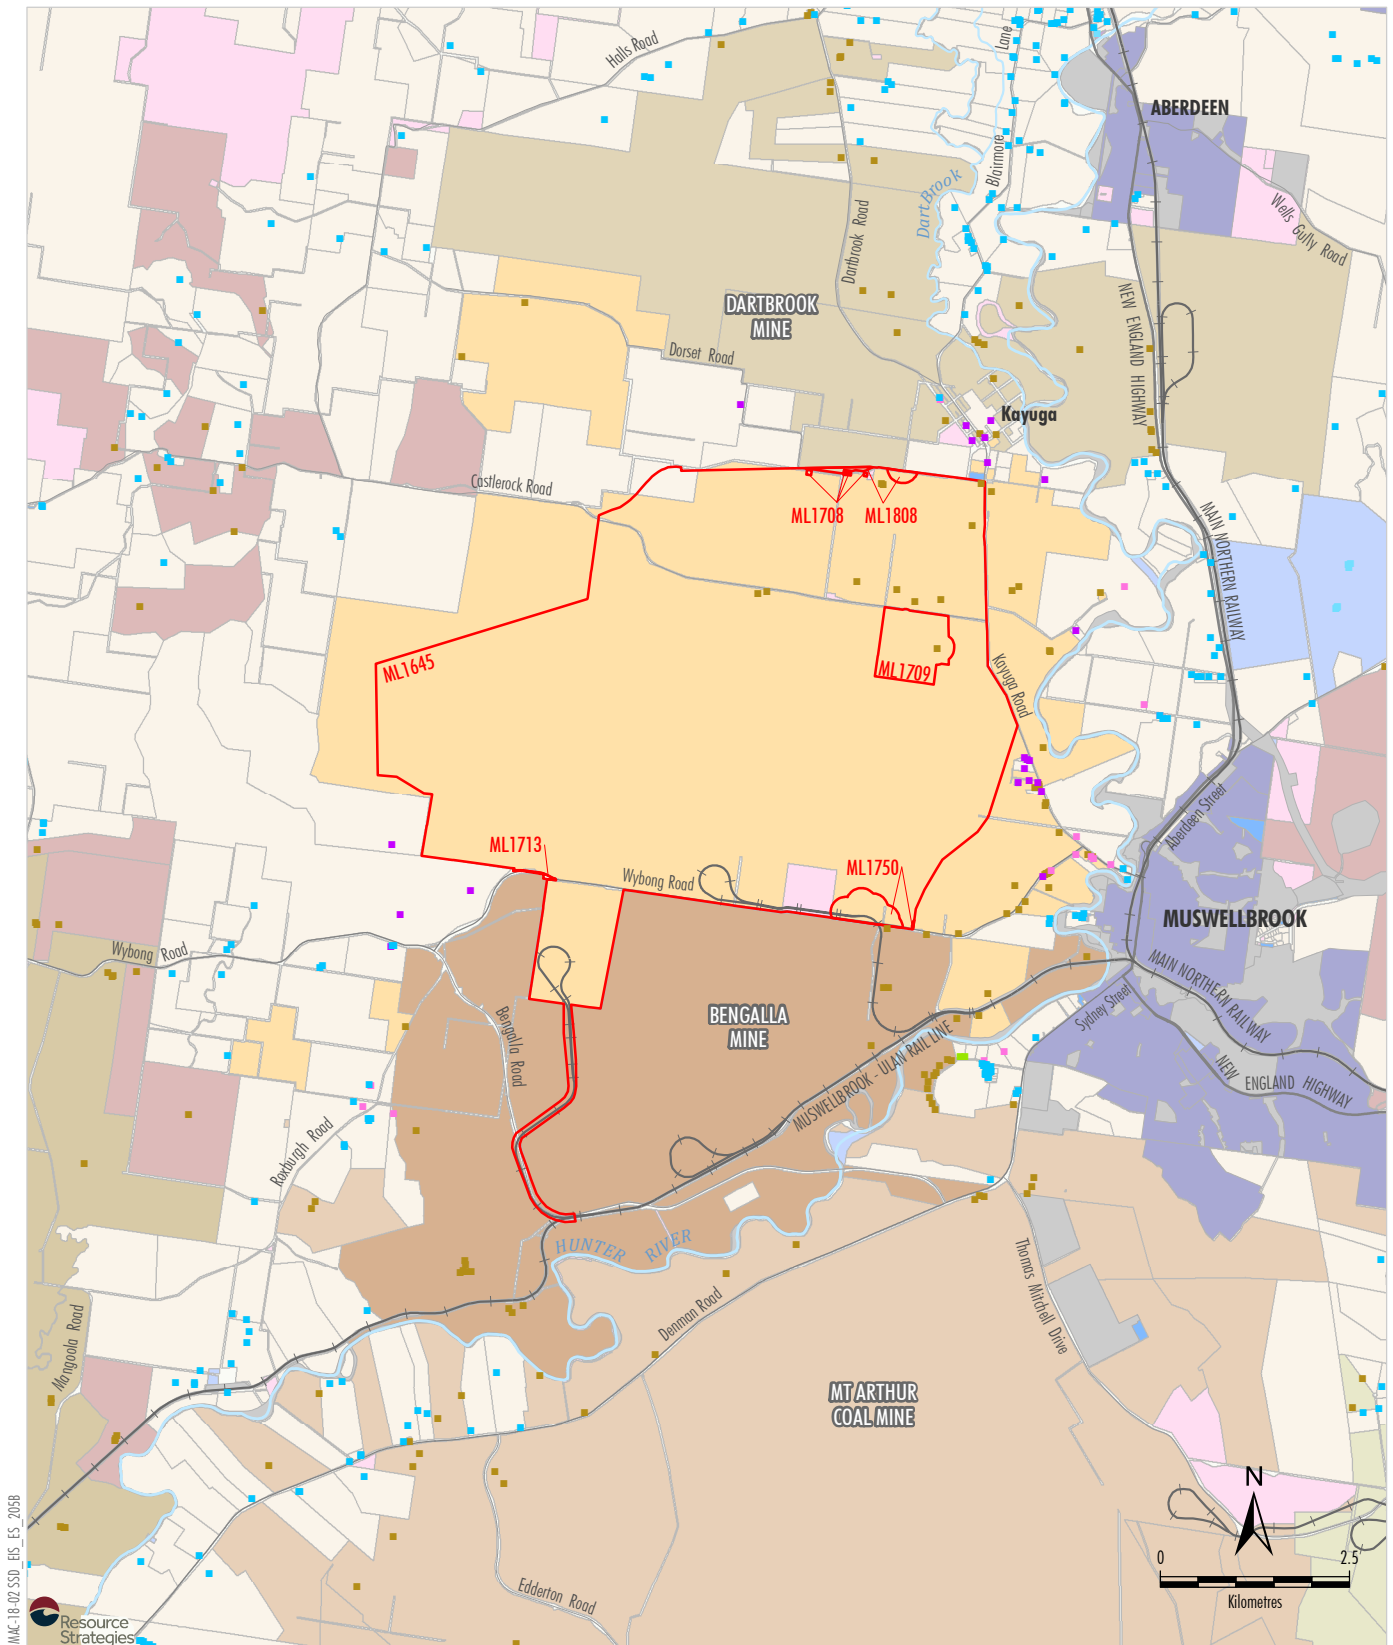 Halls Road
Lane
Blairmore
ABERDEEN
DartBrook
Dartbrook Road
Wells Gully Road
DARTBROOK
MINE
NEW ENGLAND HIGHWAY
Dorset Road
Kayuga
Castlerock Road
ML1708
ML1808
MAIN NORTHERN RAILWAY
ML1645
ML1709
Kayuga Road
Aberdeen Street
ML1713
ML1750
Wybong Road
MUSWELLBROOK
Wybong Road
MAIN NORTHERN RAILWAY
BENGALLA
MINE
Sydney Street
Bengalla Road
MUSWELLBROOK - ULAN RAIL LINE
NEW ENGLAND HIGHWAY
Roxburgh Road
HUNTER RIVER
Thomas Mitchell Drive
Denman Road
Mangoola Road
MT ARTHUR
COAL MINE
N
0 2.5
Kilometres
Edderton Road
MAC-18-02 SSD_EIS_ES_205B
Resource
Strategies